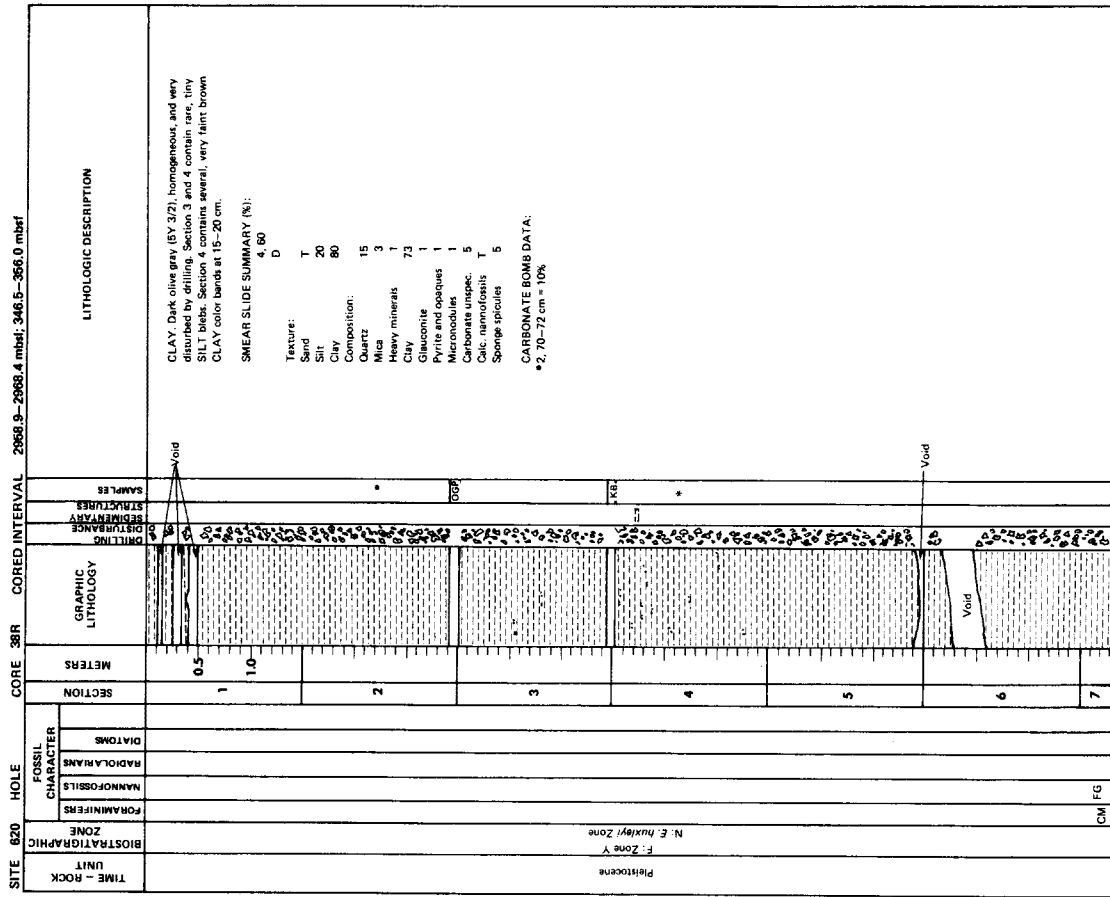 SITE 620 HOLE CORE 38R CORED INTERVAL 2958.9–2968.4 mbsl; 346.5–356.0 mbsf
TIME – ROCK
UNIT
BIOSTRATIGRAPHIC
ZONE
FOSSIL
CHARACTER
FORAMINIFERS
NANNOFOSSILS
RADIOLARIANS
DIATOMS
SECTION
METERS
GRAPHIC
LITHOLOGY
DRILLING
DISTURBANCE
SEDIMENTARY
STRUCTURES
SAMPLES
LITHOLOGIC DESCRIPTION
Pleistocene
F: Zone Y
N: E. huxleyi Zone
CM
FG
1
0.5
1.0
2
3
4
5
6
7
Void
Void
Void
*
OGP
KB
*
CLAY. Dark olive gray (5Y 3/2), homogeneous, and very
disturbed by drilling. Section 3 and 4 contain rare, tiny
SILT blebs. Section 4 contains several, very faint brown
CLAY color bands at 15–20 cm.
SMEAR SLIDE SUMMARY (%):
4, 60
D
Texture:
Sand T
Silt 20
Clay 80
Composition:
Quartz 15
Mica 3
Heavy minerals 1
Clay 73
Glauconite 1
Pyrite and opaques 1
Micronodules 1
Carbonate unspec. 5
Calc. nannofossils T
Sponge spicules 5
CARBONATE BOMB DATA:
*2, 70–72 cm = 10%